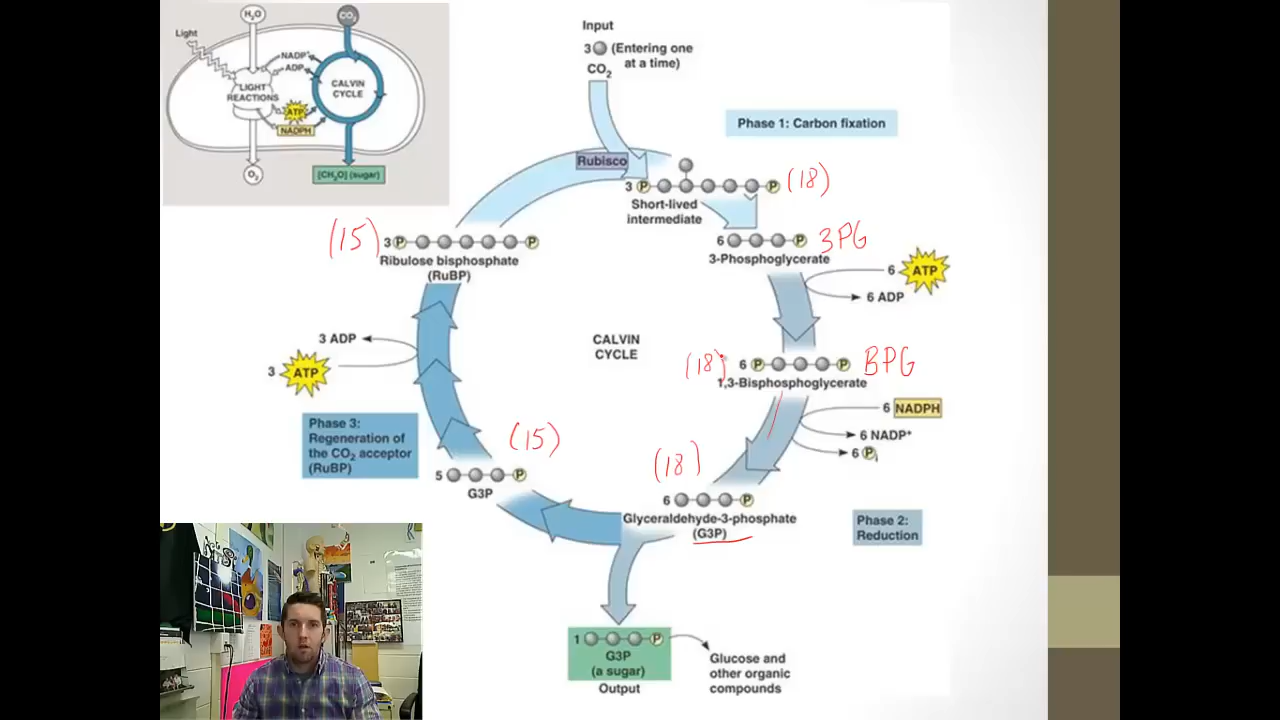 H₂O
CO₂
Light
NADP⁺
ADP
LIGHT
REACTIONS
CALVIN
CYCLE
ATP
NADPH
O₂
[CH₂O] (sugar)
Input
3 (Entering one
at a time)
CO₂
Phase 1: Carbon fixation
Rubisco
3 P P (18)
Short-lived
intermediate
(15) 3 P P
Ribulose bisphosphate
(RuBP)
6 P 3PG
3-Phosphoglycerate
6 ATP
6 ADP
CALVIN
CYCLE
3 ADP
3 ATP
(18) 6 P P BPG
1,3-Bisphosphoglycerate
6 NADPH
6 NADP⁺
6 Pᵢ
Phase 3:
Regeneration of
the CO₂ acceptor
(RuBP)
(15)
5 P
G3P
(18)
6 P
Glyceraldehyde-3-phosphate
(G3P)
Phase 2:
Reduction
1 P
G3P
(a sugar)
Output
Glucose and
other organic
compounds